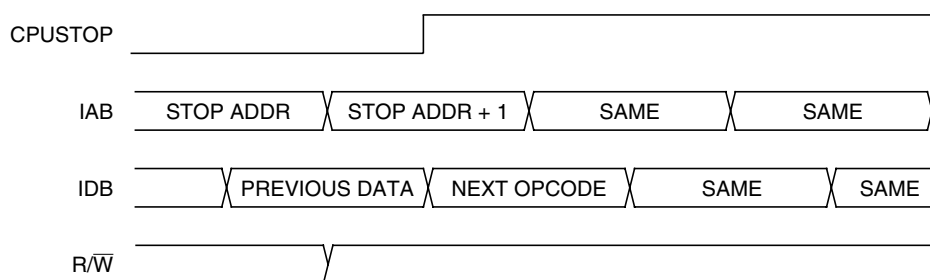 CPUSTOP
IAB STOP ADDR STOP ADDR + 1 SAME SAME
IDB PREVIOUS DATA NEXT OPCODE SAME SAME
R/W̅